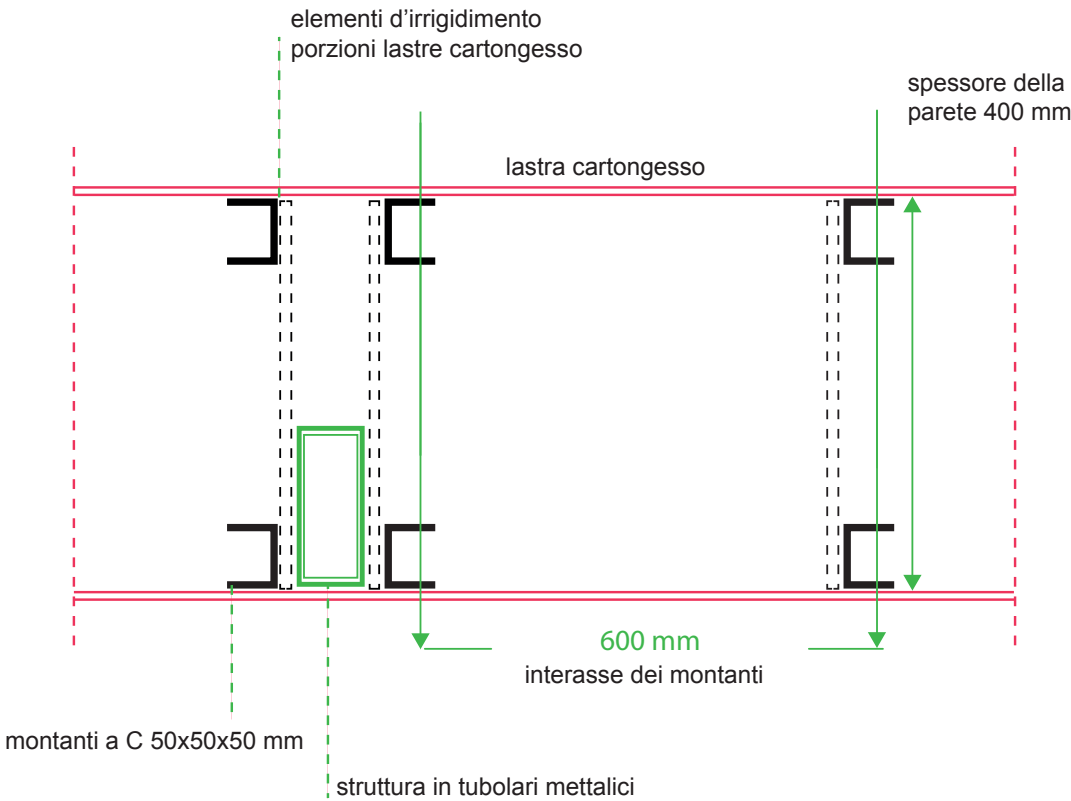 elementi d'irrigidimento
porzioni lastre cartongesso
spessore della
parete 400 mm
lastra cartongesso
600 mm
interasse dei montanti
montanti a C 50x50x50 mm
struttura in tubolari mettalici